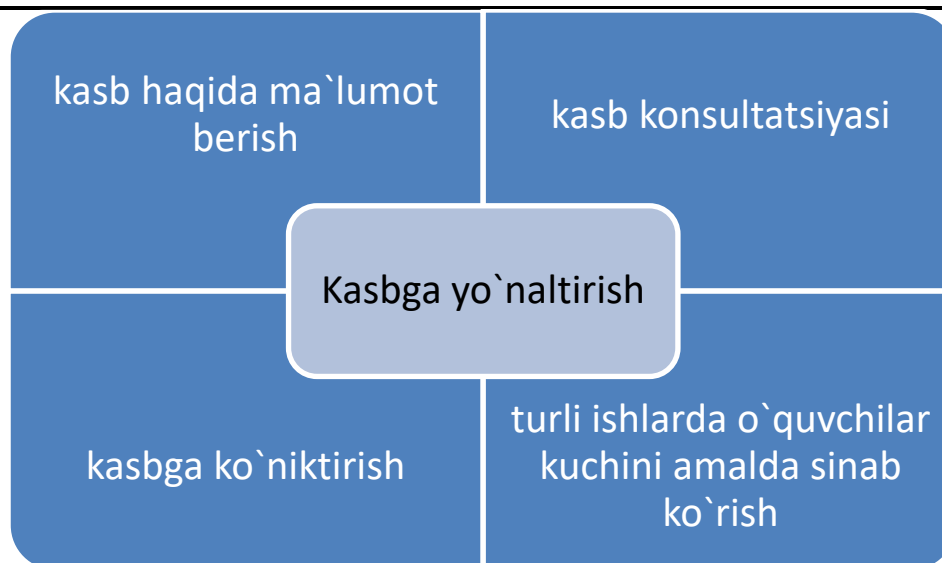 kasb haqida ma`lumot
berish
kasb konsultatsiyasi
Kasbga yo`naltirish
kasbga ko`niktirish
turli ishlarda o`quvchilar
kuchini amalda sinab
ko`rish